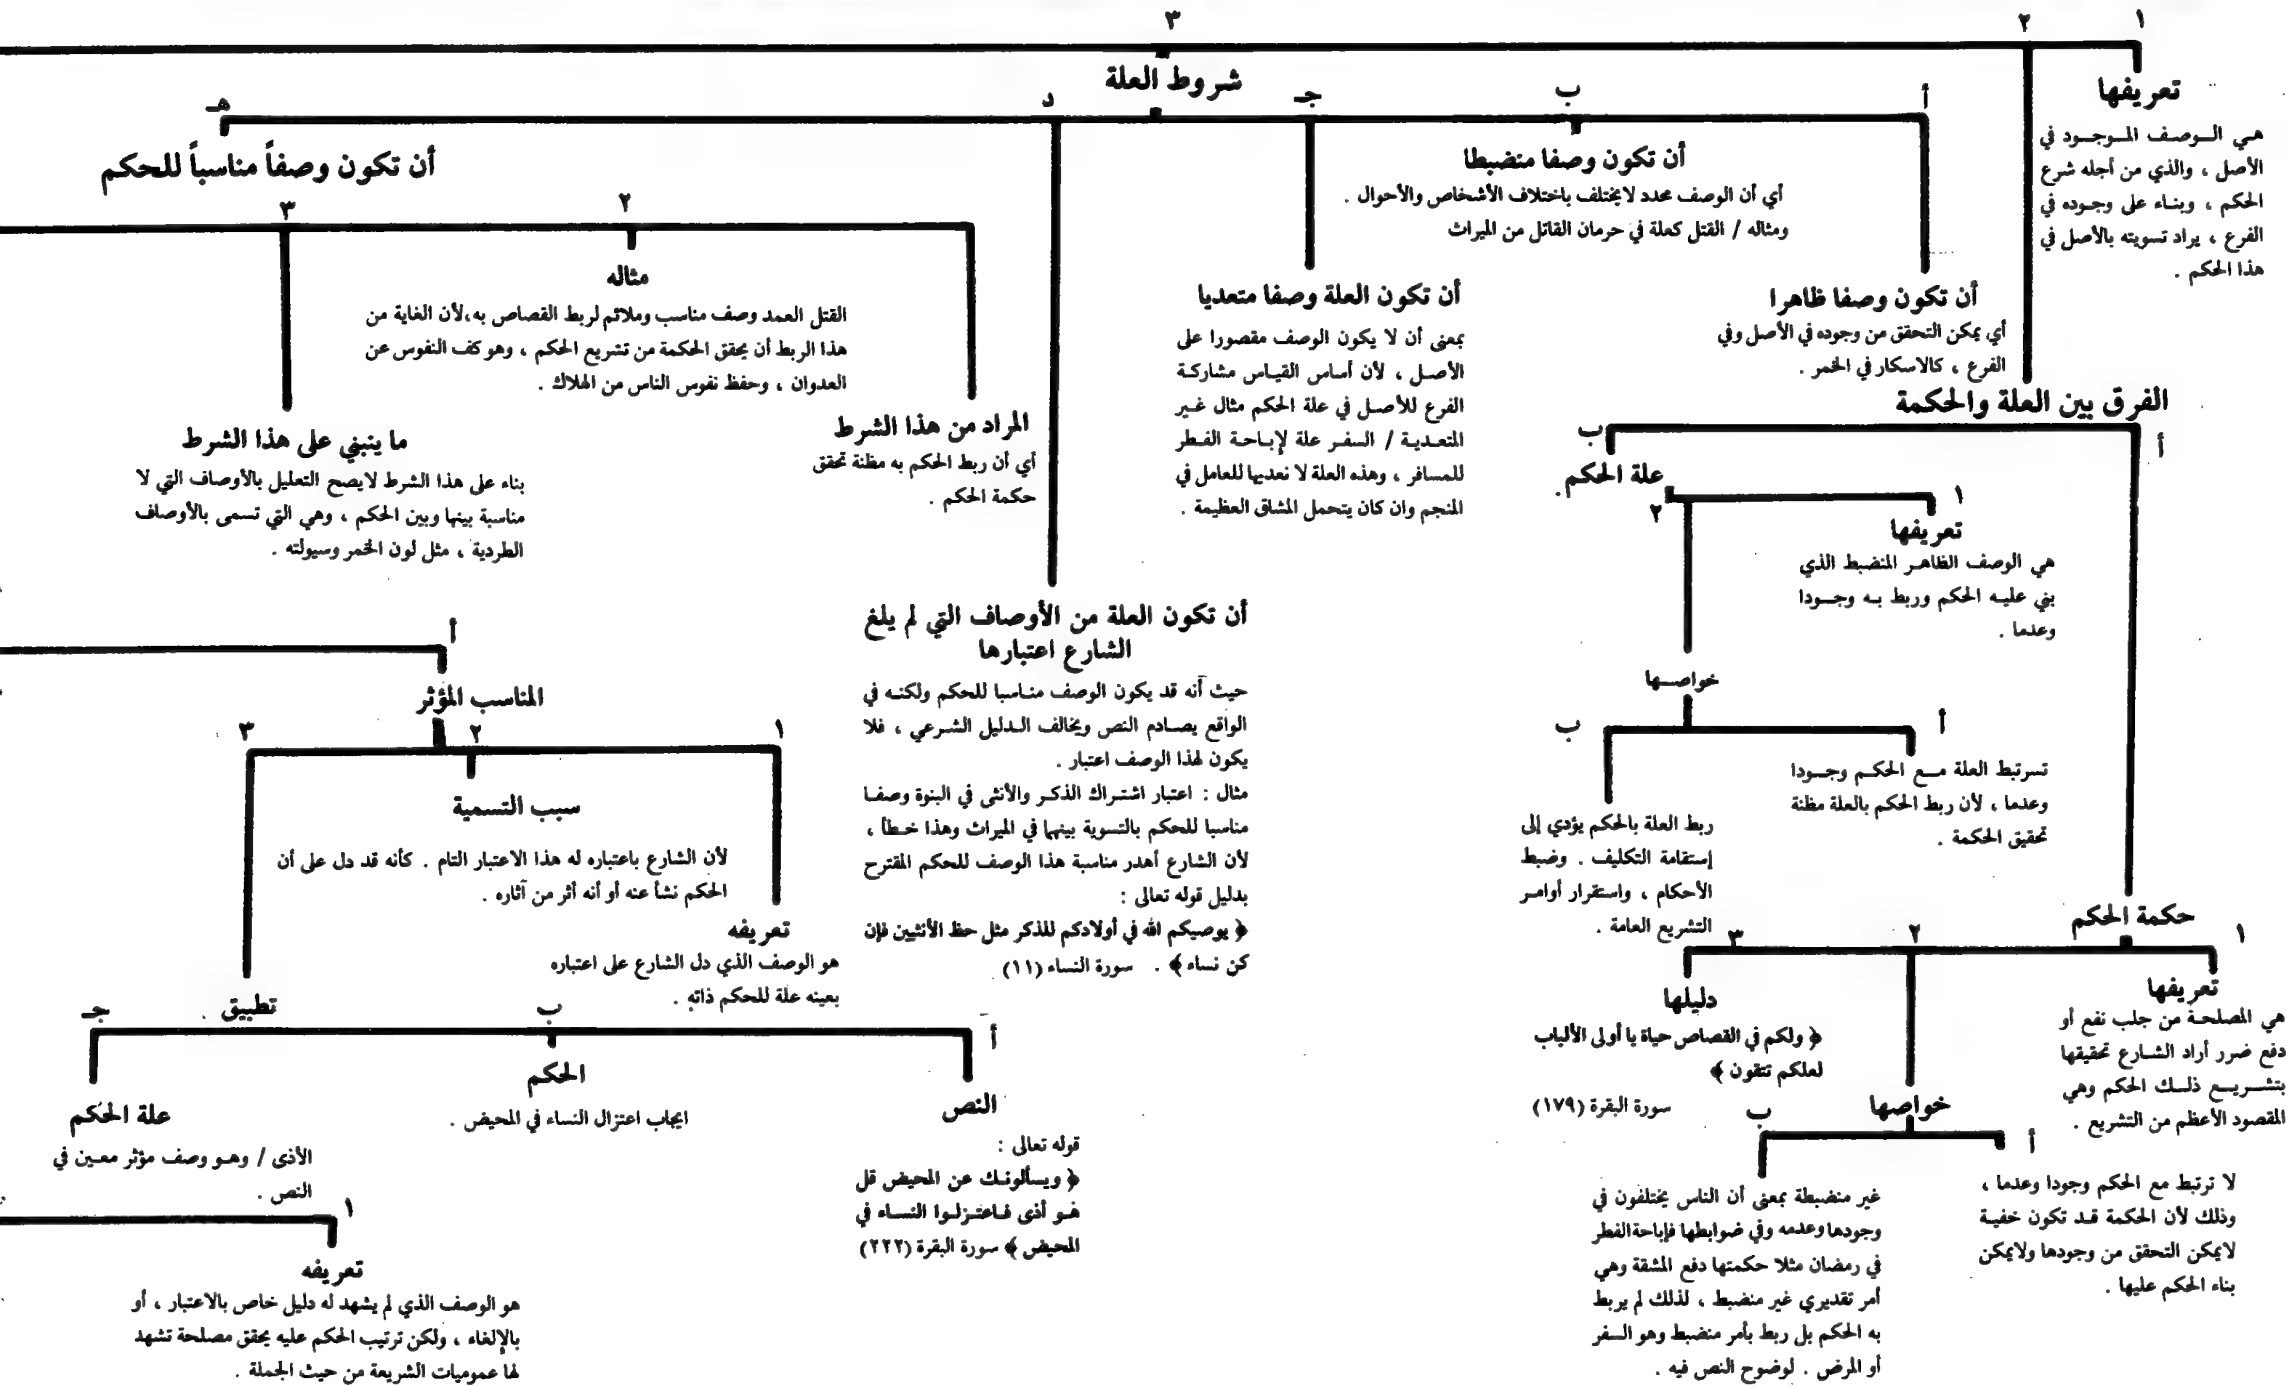 ١
تعريفها
هي الوصف الموجود في
الأصل ، والذي من أجله شرع
الحكم ، وبناء على وجوده في
الفرع ، يراد تسويته بالأصل في
هذا الحكم .
٢
الفرق بين العلة والحكمة
أ
حكمة الحكم
١
تعريفها
هي المصلحة من جلب نفع أو
دفع ضرر أراد الشارع تحقيقها
بتشريع ذلك الحكم وهي
المقصود الأعظم من التشريع .
٢
خواصها
أ
لا ترتبط مع الحكم وجودا وعدما ،
وذلك لأن الحكمة قد تكون خفية
لايمكن التحقق من وجودها ولايمكن
بناء الحكم عليها .
ب
غير منضبطة بمعنى أن الناس يختلفون في
وجودها وعدمه وفي ضوابطها فإباحة الفطر
في رمضان مثلا حكمتها دفع المشقة وهي
أمر تقديري غير منضبط ، لذلك لم يربط
به الحكم بل ربط بأمر منضبط وهو السفر
أو المرض . لوضوح النص فيه .
٣
دليلها
﴿ ولكم في القصاص حياة يا أولى الألباب
لعلكم تتقون ﴾
سورة البقرة (١٧٩)
ب
علة الحكم .
١
تعريفها
هي الوصف الظاهر المنضبط الذي
بني عليه الحكم وربط به وجودا
وعدما .
٢
خواصها
أ
تسرتبط العلة مع الحكم وجودا
وعدما ، لأن ربط الحكم بالعلة مظنة
تحقيق الحكمة .
ب
ربط العلة بالحكم يؤدي إلى
إستقامة التكليف . وضبط
الأحكام ، واستقرار أوامر
التشريع العامة .
٣
شروط العلة
أ
أن تكون وصفا ظاهرا
أي يمكن التحقق من وجوده في الأصل وفي
الفرع ، كالاسكار في الخمر .
ب
أن تكون وصفا منضبطا
أي أن الوصف محدد لايختلف باختلاف الأشخاص والأحوال .
ومثاله / القتل كعلة في حرمان القاتل من الميراث
جـ
أن تكون العلة وصفا متعديا
بمعنى أن لا يكون الوصف مقصورا على
الأصل ، لأن أساس القياس مشاركة
الفرع للأصل في علة الحكم مثال غير
المتعدية / السفر علة لإباحة الفطر
للمسافر ، وهذه العلة لا نعديها للعامل في
المنجم وان كان يتحمل المشاق العظيمة .
د
أن تكون العلة من الأوصاف التي لم يلغ
الشارع اعتبارها
حيث أنه قد يكون الوصف مناسبا للحكم ولكنه في
الواقع يصادم النص ويخالف الدليل الشرعي ، فلا
يكون لهذا الوصف اعتبار .
مثال : اعتبار اشتراك الذكر والأنثى في البنوة وصفا
مناسبا للحكم بالتسوية بينهما في الميراث وهذا خطأ ،
لأن الشارع أهدر مناسبة هذا الوصف للحكم المقترح
بدليل قوله تعالى :
﴿ يوصيكم الله في أولادكم للذكر مثل حظ الأنثيين فإن
كن نساء ﴾ . سورة النساء (١١)
هـ
أن تكون وصفاً مناسباً للحكم
المراد من هذا الشرط
أي أن ربط الحكم به مظنة تحقق
حكمة الحكم .
٢
مثاله
القتل العمد وصف مناسب وملائم لربط القصاص به،لأن الغاية من
هذا الربط أن يحقق الحكمة من تشريع الحكم ، وهو كف النفوس عن
العدوان ، وحفظ نفوس الناس من الهلاك .
٣
ما ينبني على هذا الشرط
بناء على هذا الشرط لايصح التعليل بالأوصاف التي لا
مناسبة بينها وبين الحكم ، وهي التي تسمى بالأوصاف
الطردية ، مثل لون الخمر وسيولته .
أ
المناسب المؤثر
١
تعريفه
هو الوصف الذي دل الشارع على اعتباره
بعينه علة للحكم ذاته .
٢
سبب التسمية
لأن الشارع باعتباره له هذا الاعتبار التام . كأنه قد دل على أن
الحكم نشأ عنه أو أنه أثر من آثاره .
٣
تطبيق
أ
النص
قوله تعالى :
﴿ ويسألونك عن المحيض قل
هو أذى فاعتزلوا النساء في
المحيض ﴾ سورة البقرة (٢٢٢)
ب
الحكم
ايجاب اعتزال النساء في المحيض .
جـ
علة الحكم
الأذى / وهو وصف مؤثر معين في
النص .
١
تعريفه
هو الوصف الذي لم يشهد له دليل خاص بالاعتبار ، أو
بالإلغاء ، ولكن ترتيب الحكم عليه يحقق مصلحة تشهد
لها عموميات الشريعة من حيث الجملة .